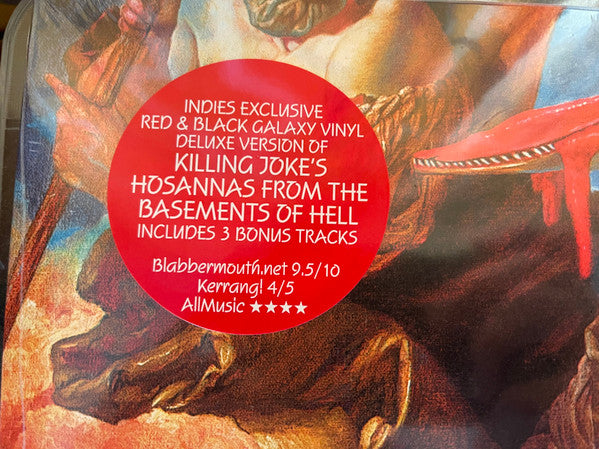 INDIES EXCLUSIVE
RED & BLACK GALAXY VINYL
DELUXE VERSION OF
KILLING JOKE'S
HOSANNAS FROM THE
BASEMENTS OF HELL
INCLUDES 3 BONUS TRACKS
Blabbermouth.net 9.5/10
Kerrang! 4/5
AllMusic ★★★★